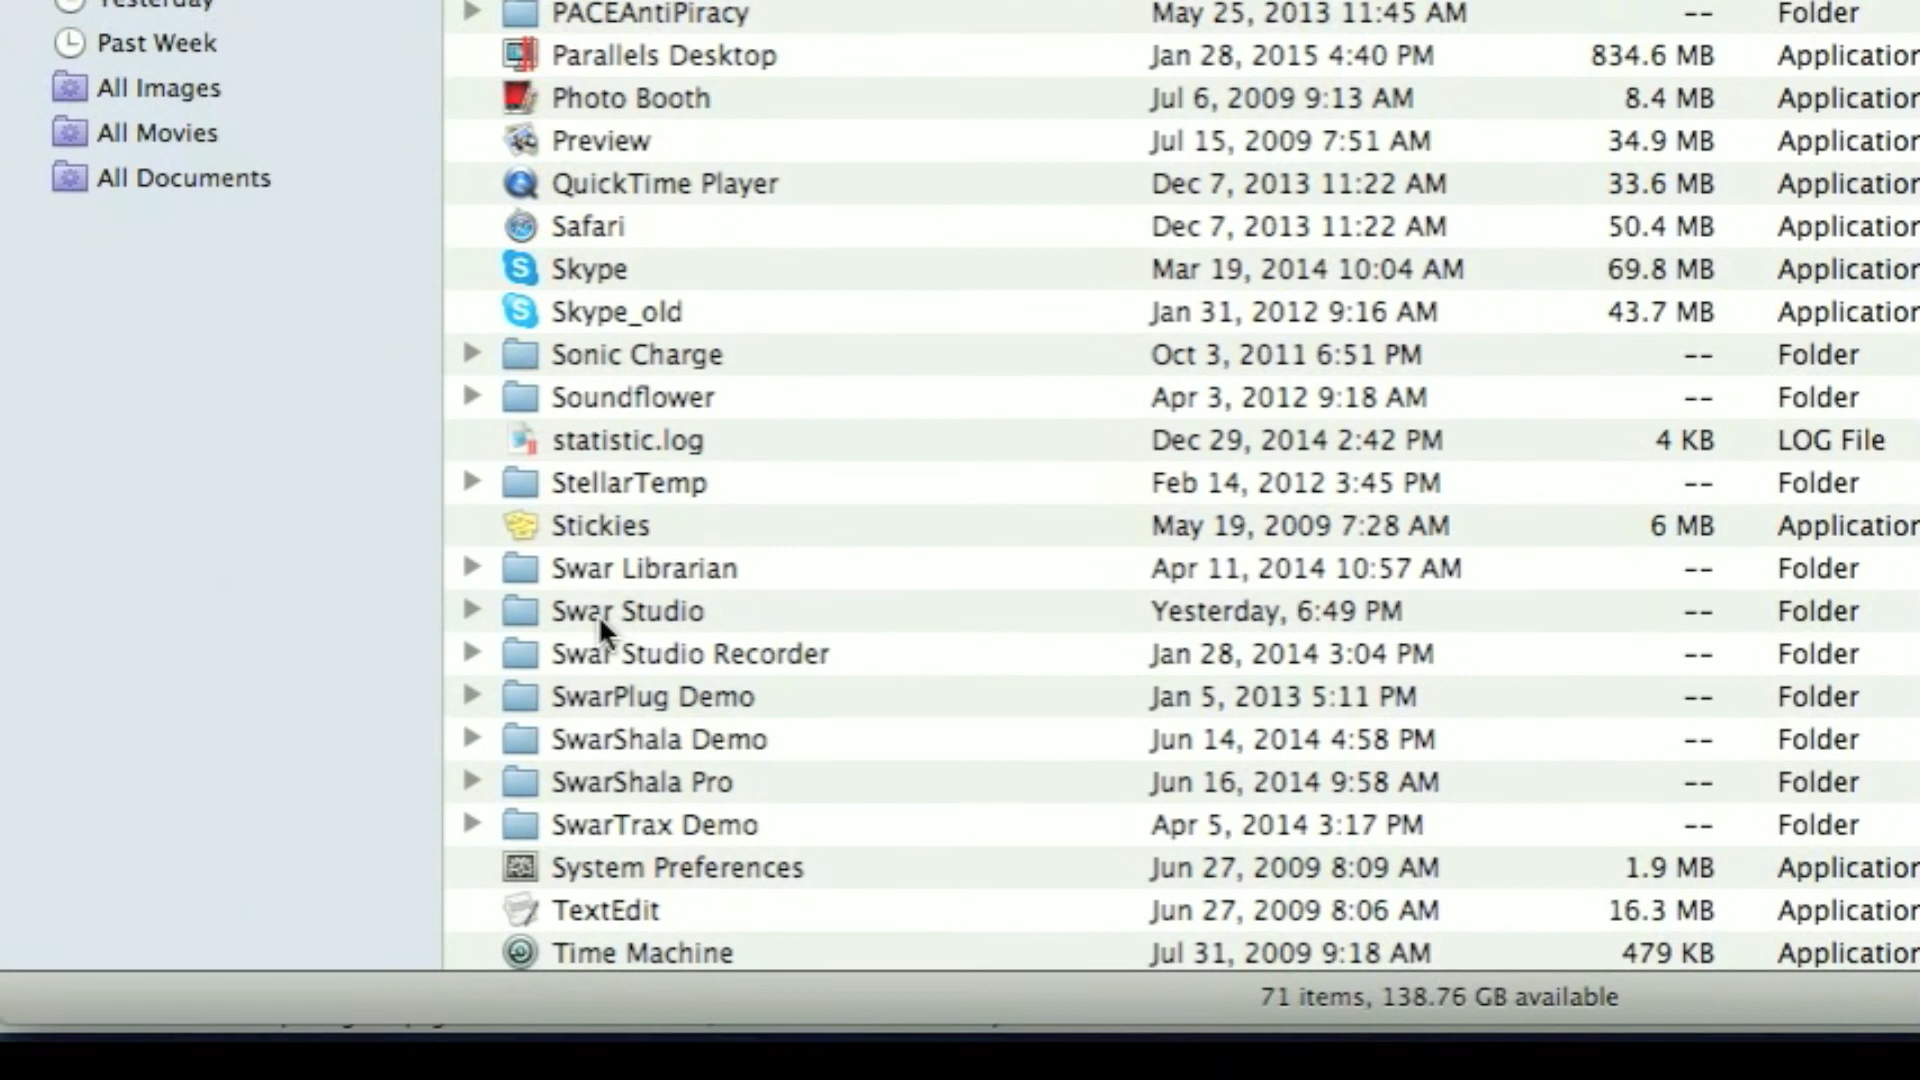 Yesterday
Past Week
All Images
All Movies
All Documents
PACEAntiPiracy May 25, 2013 11:45 AM -- Folder
Parallels Desktop Jan 28, 2015 4:40 PM 834.6 MB Application
Photo Booth Jul 6, 2009 9:13 AM 8.4 MB Application
Preview Jul 15, 2009 7:51 AM 34.9 MB Application
QuickTime Player Dec 7, 2013 11:22 AM 33.6 MB Application
Safari Dec 7, 2013 11:22 AM 50.4 MB Application
Skype Mar 19, 2014 10:04 AM 69.8 MB Application
Skype_old Jan 31, 2012 9:16 AM 43.7 MB Application
Sonic Charge Oct 3, 2011 6:51 PM -- Folder
Soundflower Apr 3, 2012 9:18 AM -- Folder
statistic.log Dec 29, 2014 2:42 PM 4 KB LOG File
StellarTemp Feb 14, 2012 3:45 PM -- Folder
Stickies May 19, 2009 7:28 AM 6 MB Application
Swar Librarian Apr 11, 2014 10:57 AM -- Folder
Swar Studio Yesterday, 6:49 PM -- Folder
Swar Studio Recorder Jan 28, 2014 3:04 PM -- Folder
SwarPlug Demo Jan 5, 2013 5:11 PM -- Folder
SwarShala Demo Jun 14, 2014 4:58 PM -- Folder
SwarShala Pro Jun 16, 2014 9:58 AM -- Folder
SwarTrax Demo Apr 5, 2014 3:17 PM -- Folder
System Preferences Jun 27, 2009 8:09 AM 1.9 MB Application
TextEdit Jun 27, 2009 8:06 AM 16.3 MB Application
Time Machine Jul 31, 2009 9:18 AM 479 KB Application
71 items, 138.76 GB available